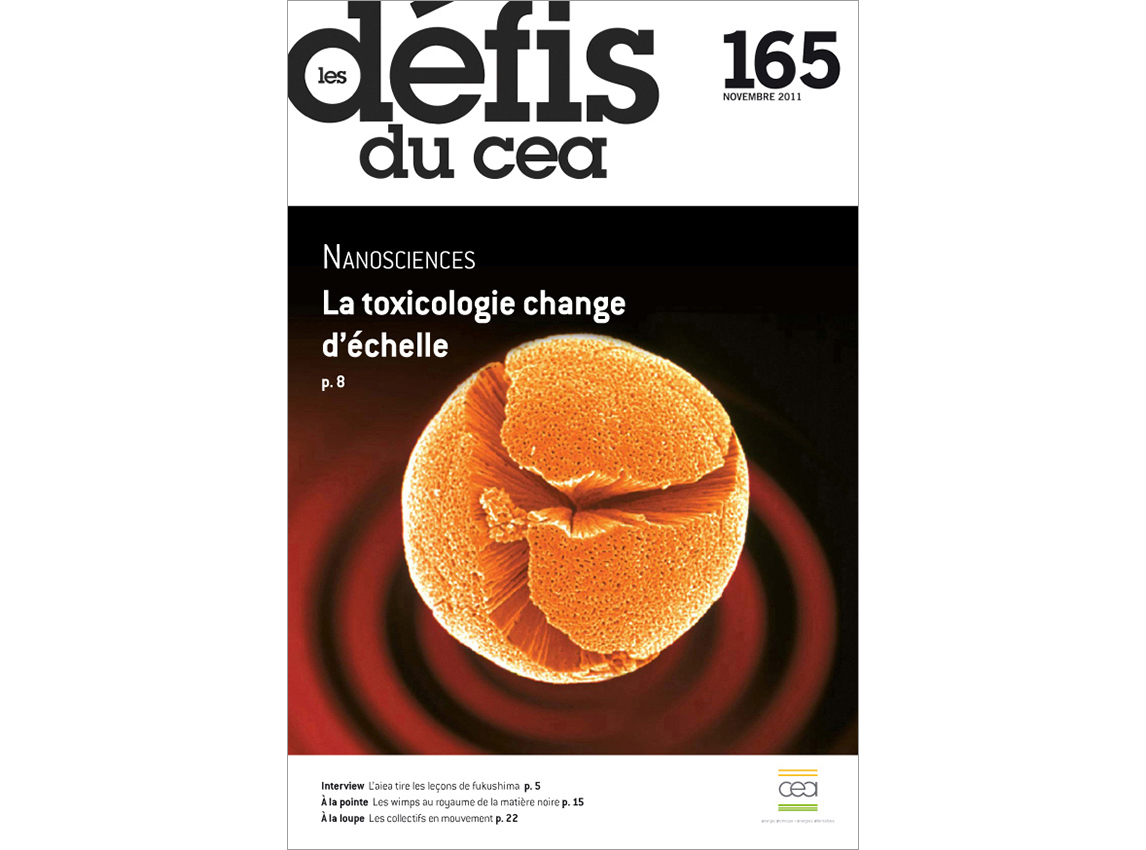 les
défis
du cea
165
NOVEMBRE 2011
NANOSCIENCES
La toxicologie change
d'échelle
p. 8
Interview L'aiea tire les leçons de fukushima p. 5
À la pointe Les wimps au royaume de la matière noire p. 15
À la loupe Les collectifs en mouvement p. 22
cea